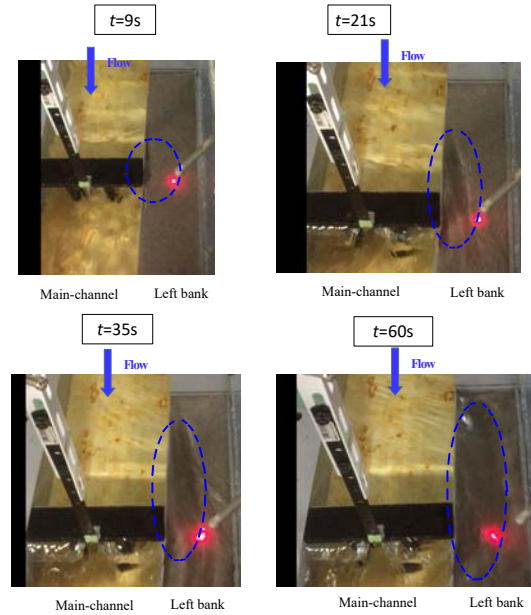 t=9s
Flow
Main-channel Left bank
t=21s
Flow
Main-channel Left bank
t=35s
Flow
Main-channel Left bank
t=60s
Flow
Main-channel Left bank